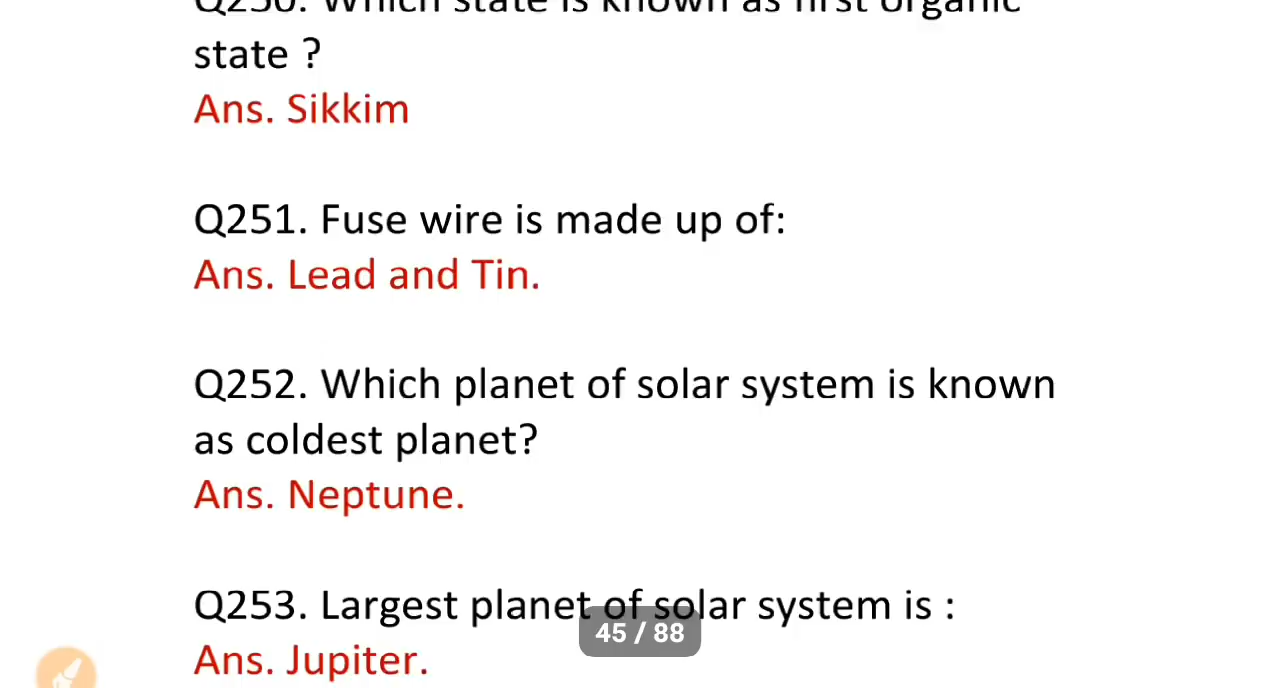 Q250. Which state is known as first organic
state ?
Ans. Sikkim
Q251. Fuse wire is made up of:
Ans. Lead and Tin.
Q252. Which planet of solar system is known
as coldest planet?
Ans. Neptune.
Q253. Largest planet of solar system is :
45 / 88
Ans. Jupiter.